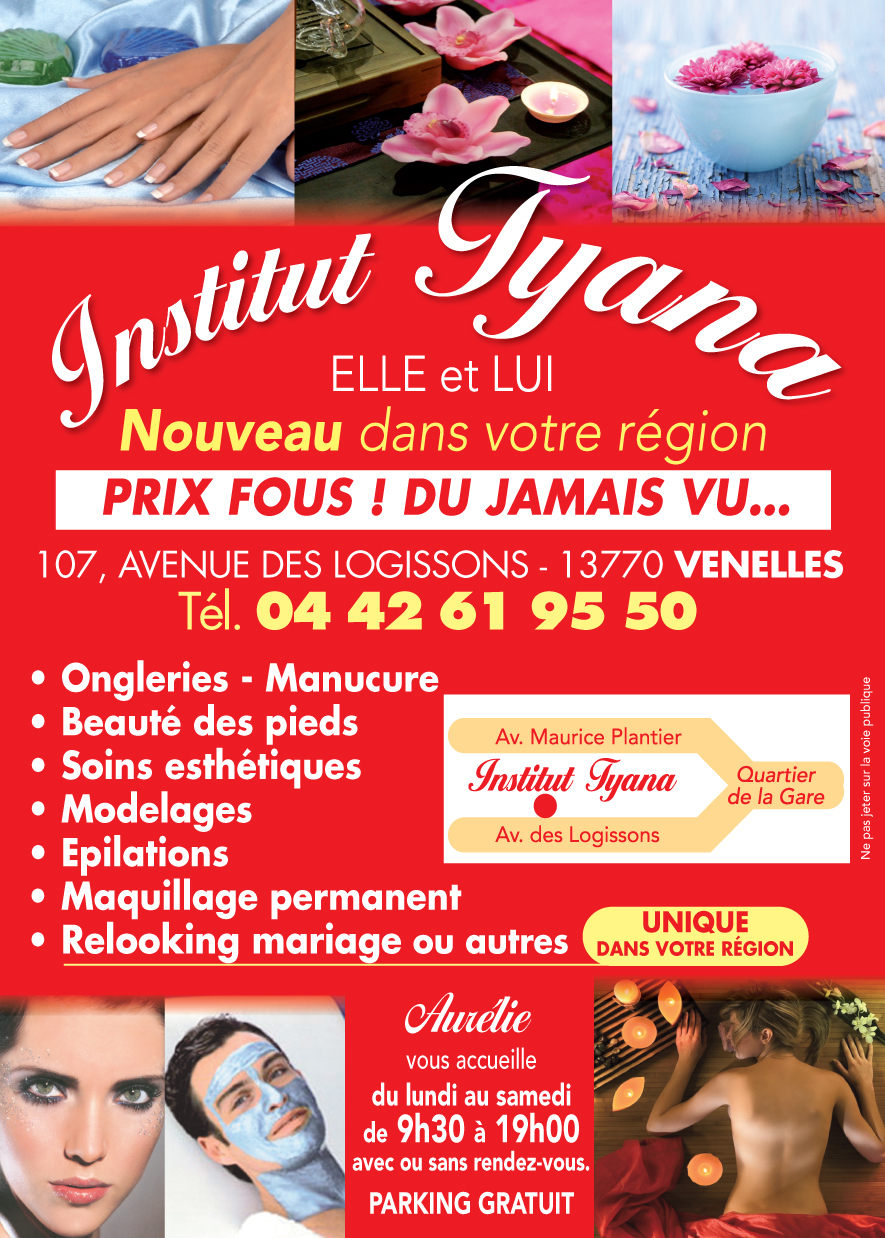 Institut Tyana
ELLE et LUI
Nouveau dans votre région
PRIX FOUS ! DU JAMAIS VU...
107, AVENUE DES LOGISSONS - 13770 VENELLES
Tél. 04 42 61 95 50
• Ongleries - Manucure
• Beauté des pieds
• Soins esthétiques
• Modelages
• Epilations
• Maquillage permanent
• Relooking mariage ou autres
UNIQUE
DANS VOTRE RÉGION
Av. Maurice Plantier
Institut Tyana
Quartier
de la Gare
Av. des Logissons
Ne pas jeter sur la voie publique
Aurélie
vous accueille
du lundi au samedi
de 9h30 à 19h00
avec ou sans rendez-vous.
PARKING GRATUIT